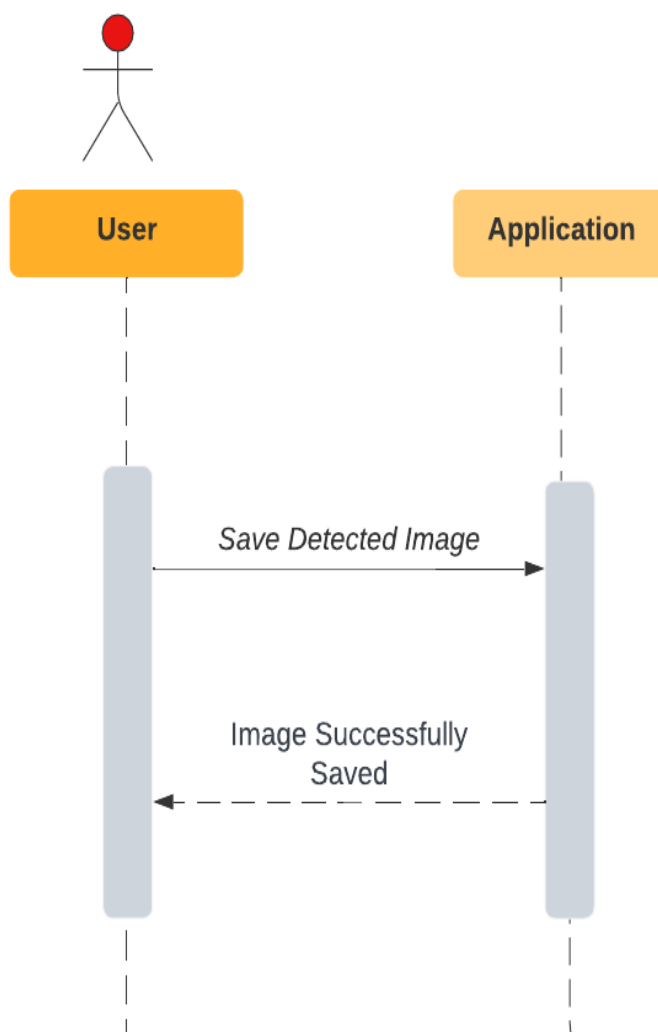 User
Application
Save Detected Image
Image Successfully
Saved